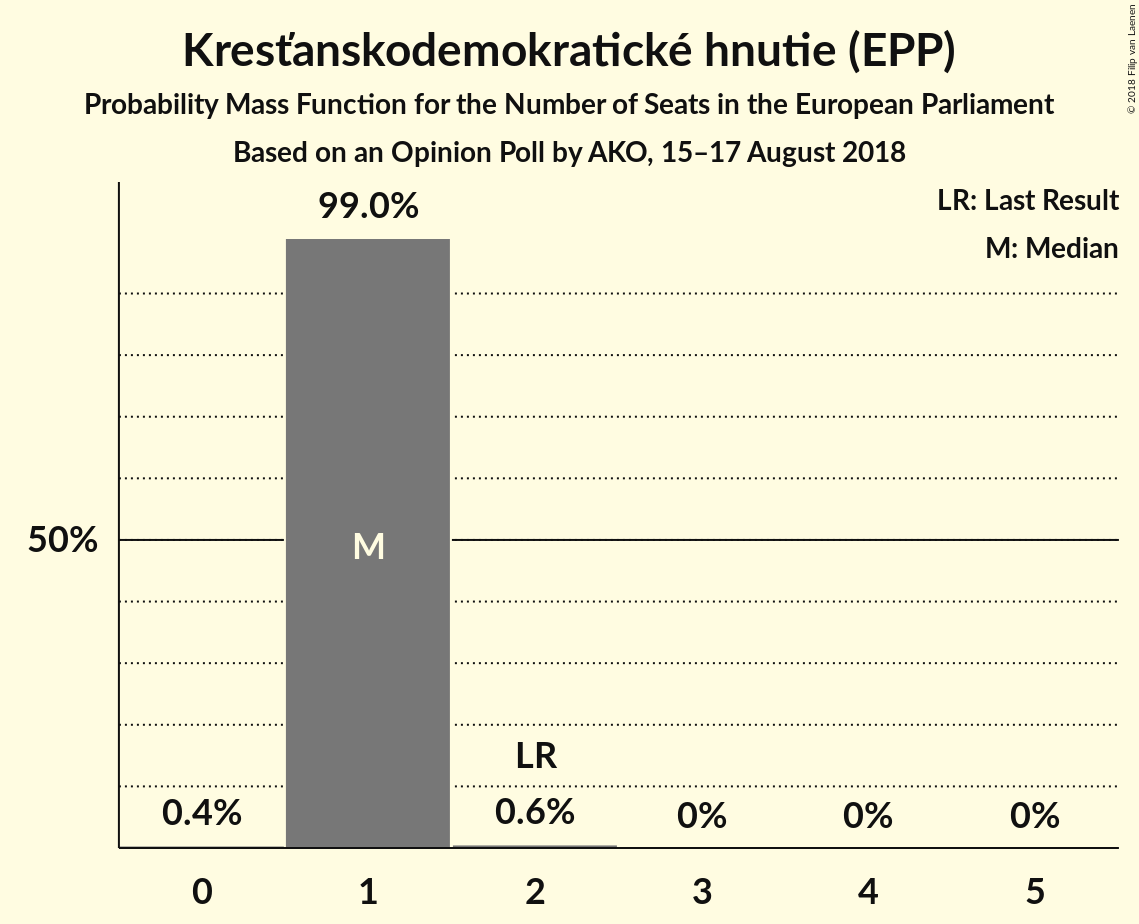 Kresťanskodemokratické hnutie (EPP)
Probability Mass Function for the Number of Seats in the European Parliament
Based on an Opinion Poll by AKO, 15–17 August 2018
© 2018 Filip van Laenen
LR: Last Result
M: Median
99.0%
50%
M
LR
0.4%
0.6%
0%
0%
0%
0
1
2
3
4
5